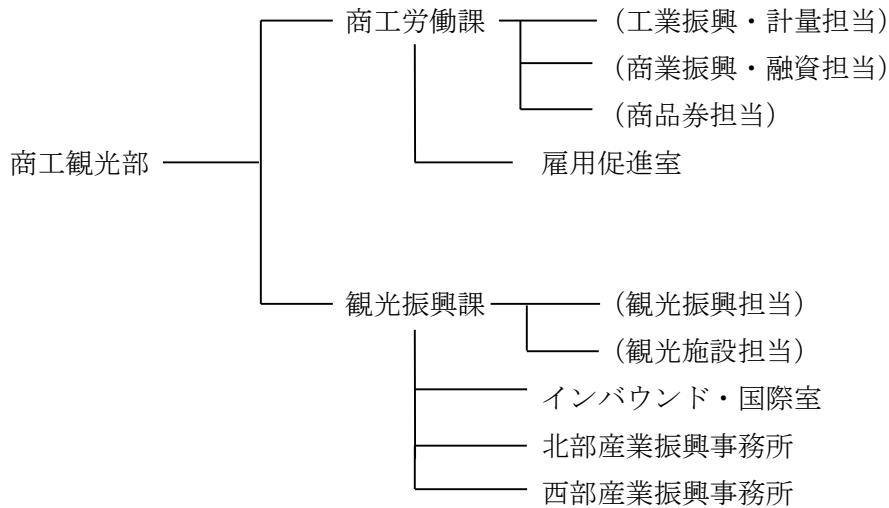 商工労働課
（工業振興・計量担当）
（商業振興・融資担当）
（商品券担当）
商工観光部
雇用促進室
観光振興課
（観光振興担当）
（観光施設担当）
インバウンド・国際室
北部産業振興事務所
西部産業振興事務所